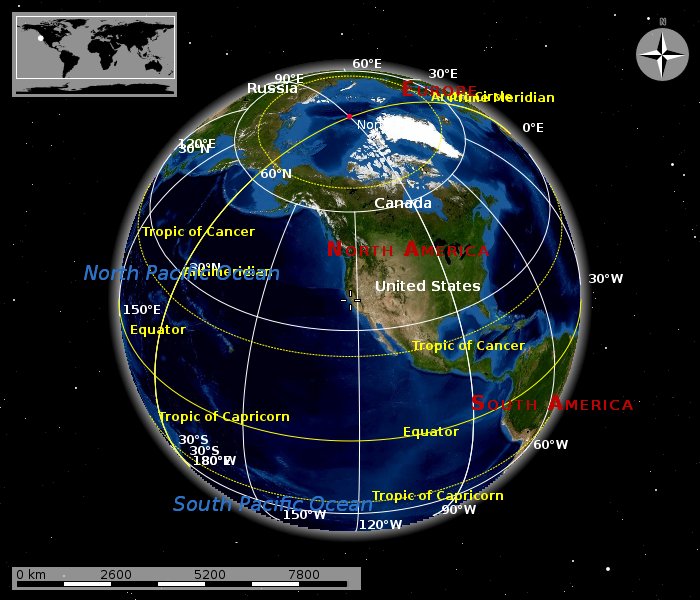 N
60°E
90°E
30°E
Russia
EUROPE
Arctic Circle
Prime Meridian
Nor
0°E
120°E
30°N
60°N
Canada
Tropic of Cancer
NORTH AMERICA
30°N
Antimeridian
North Pacific Ocean
30°W
United States
150°E
Equator
Tropic of Cancer
SOUTH AMERICA
Tropic of Capricorn
Equator
30°S
60°W
30°S
180°E
Tropic of Capricorn
South Pacific Ocean
90°W
150°W
120°W
0 km 2600 5200 7800